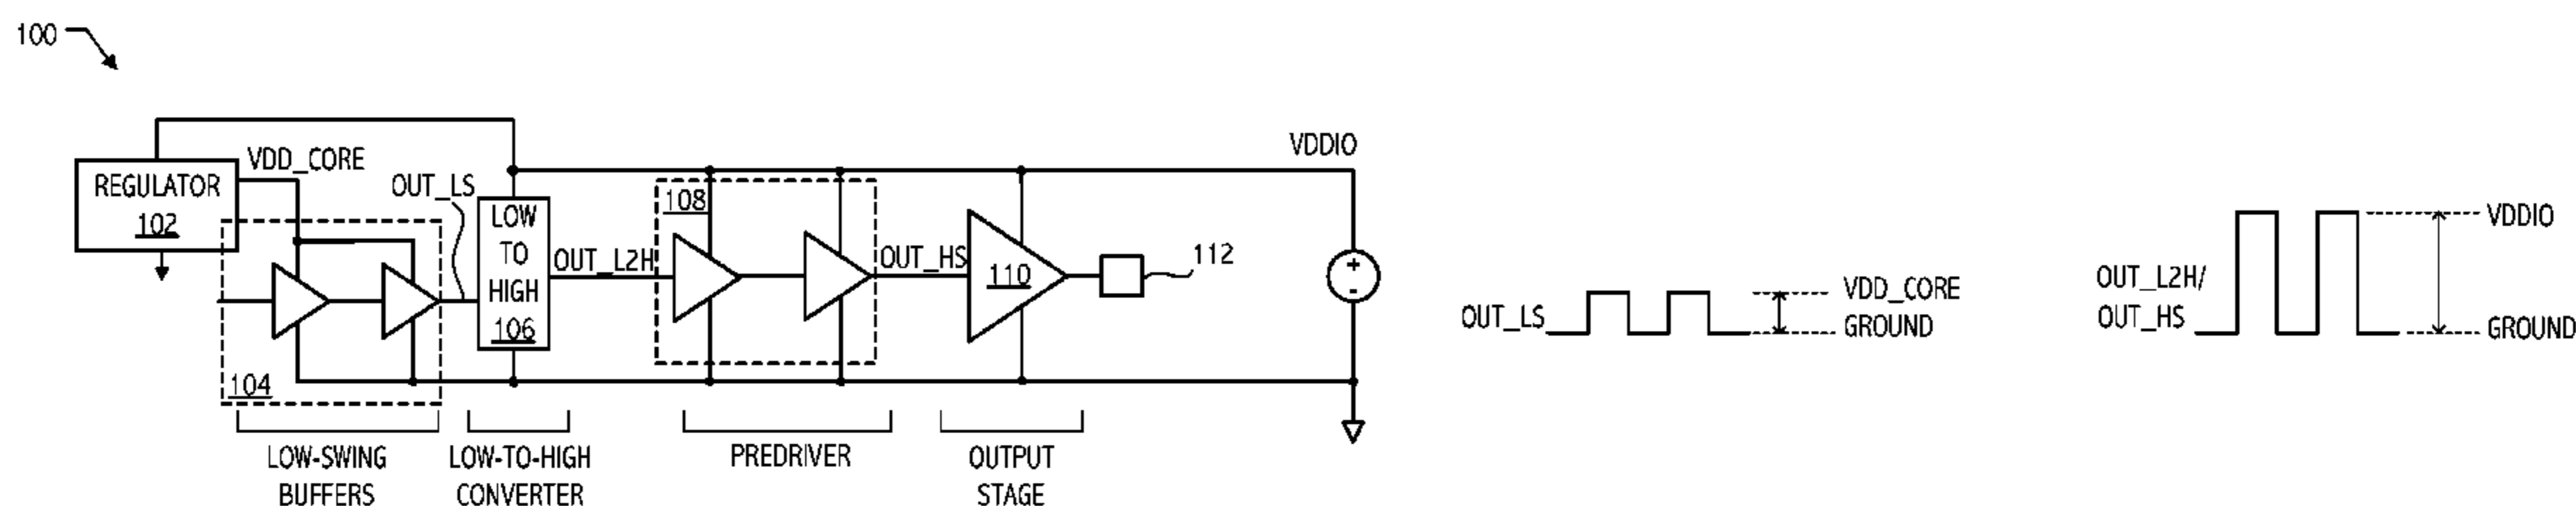 100
REGULATOR
102
VDD_CORE
OUT_LS
104
LOW
TO
HIGH
106
OUT_L2H
108
OUT_HS
110
112
VDDIO
LOW-SWING
BUFFERS
LOW-TO-HIGH
CONVERTER
PREDRIVER
OUTPUT
STAGE
OUT_LS
VDD_CORE
GROUND
OUT_L2H/
OUT_HS
VDDIO
GROUND